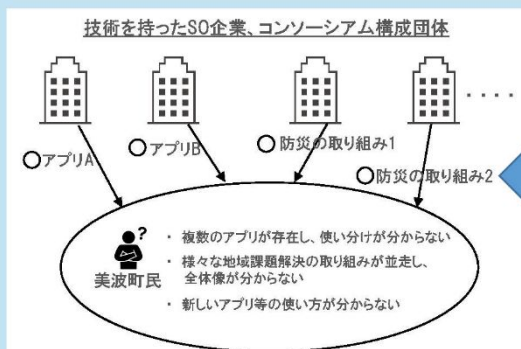 技術を持ったSO企業、コンソーシアム構成団体
・・・・
○アプリA
○アプリB
○防災の取り組み1
○防災の取り組み2
?
美波町民
・ 複数のアプリが存在し、使い分けが分からない
・ 様々な地域課題解決の取り組みが並走し、
全体像が分からない
・ 新しいアプリ等の使い方が分からない